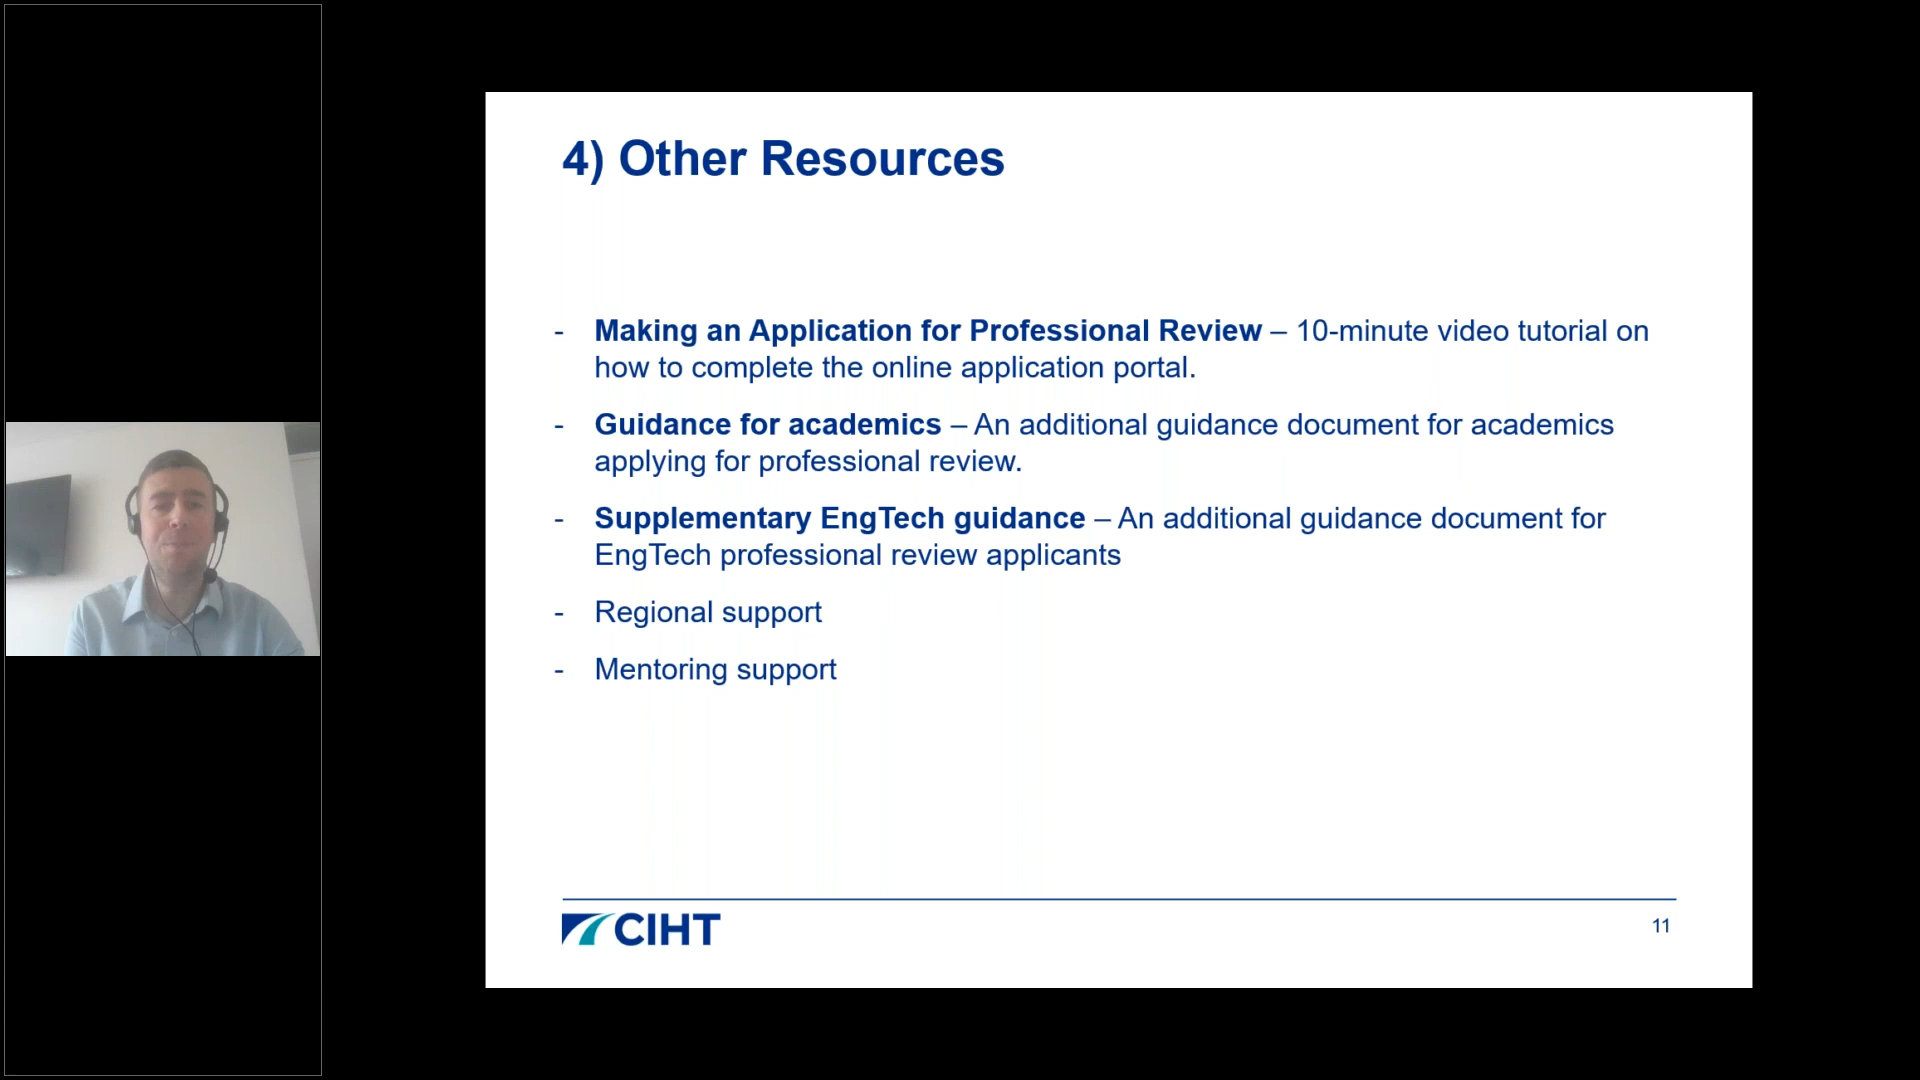 4) Other Resources
- Making an Application for Professional Review – 10-minute video tutorial on
how to complete the online application portal.
- Guidance for academics – An additional guidance document for academics
applying for professional review.
- Supplementary EngTech guidance – An additional guidance document for
EngTech professional review applicants
- Regional support
- Mentoring support
CIHT
11